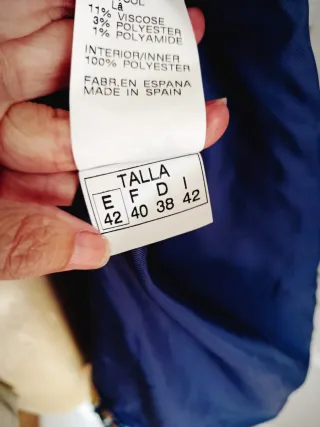 Lã
11% VISCOSE
3% POLYESTER
1% POLYAMIDE
INTERIOR/INNER
100% POLYESTER
FABR.EN ESPANA
MADE IN SPAIN
TALLA
E F D I
42 40 38 42